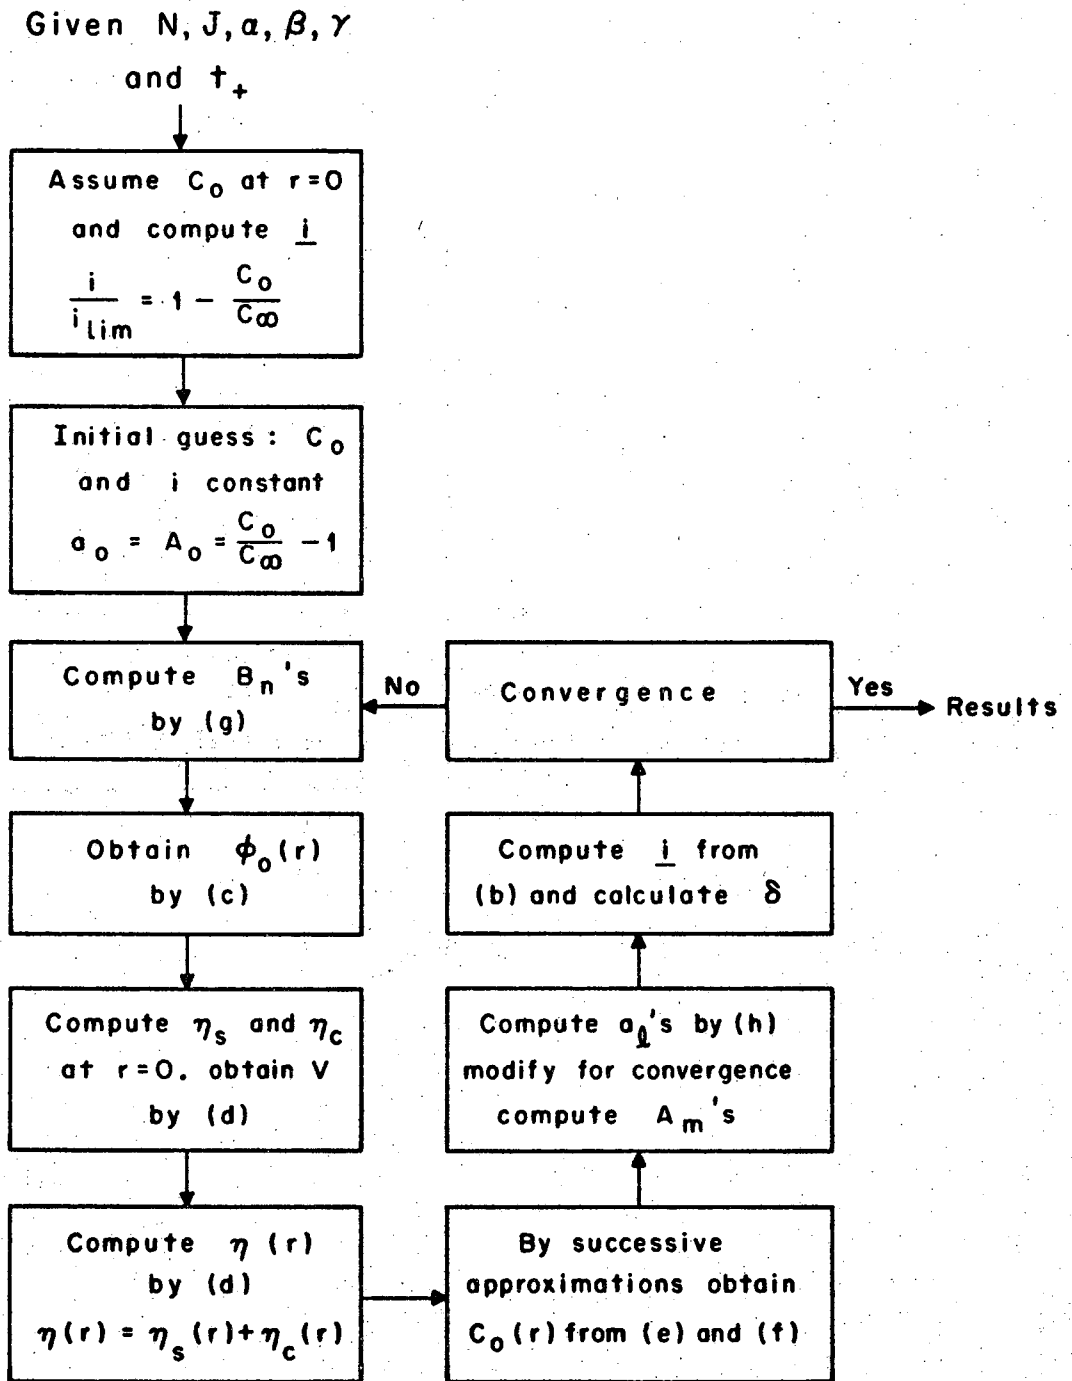 Given N, J, α, β, γ
and t₊
Assume C₀ at r=0
and compute i
i/i_lim = 1 − C₀/C∞
Initial guess: C₀
and i constant
a₀ = A₀ = C₀/C∞ −1
Compute Bₙ's
by (g)
Obtain ϕ₀(r)
by (c)
Compute η_s and η_c
at r=0. obtain V
by (d)
Compute η (r)
by (d)
η(r) = η_s(r)+η_c(r)
By successive
approximations obtain
C₀(r) from (e) and (f)
Compute a_ℓ's by (h)
modify for convergence
compute A_m's
Compute i from
(b) and calculate δ
Convergence
No
Yes
Results